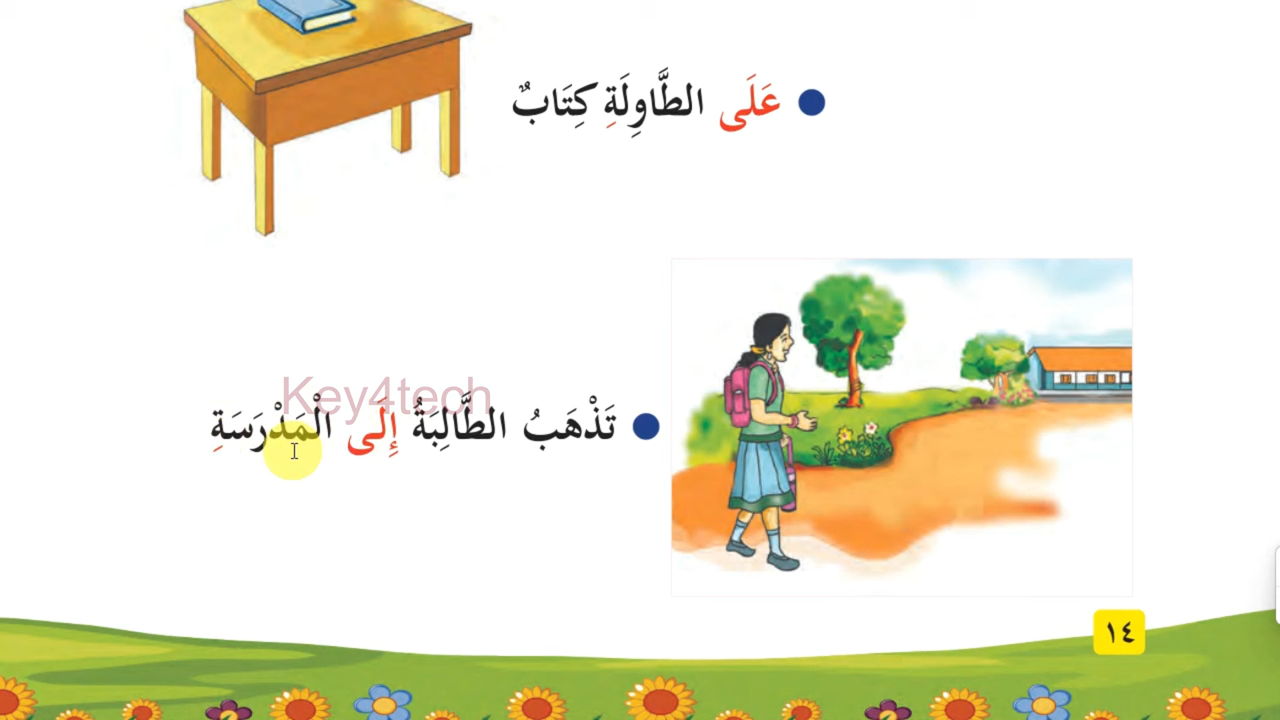 عَلَى الطَّاوِلَةِ كِتَابٌ
Key4tech
تَذْهَبُ الطَّالِبَةُ إِلَى الْمَدْرَسَةِ
١٤